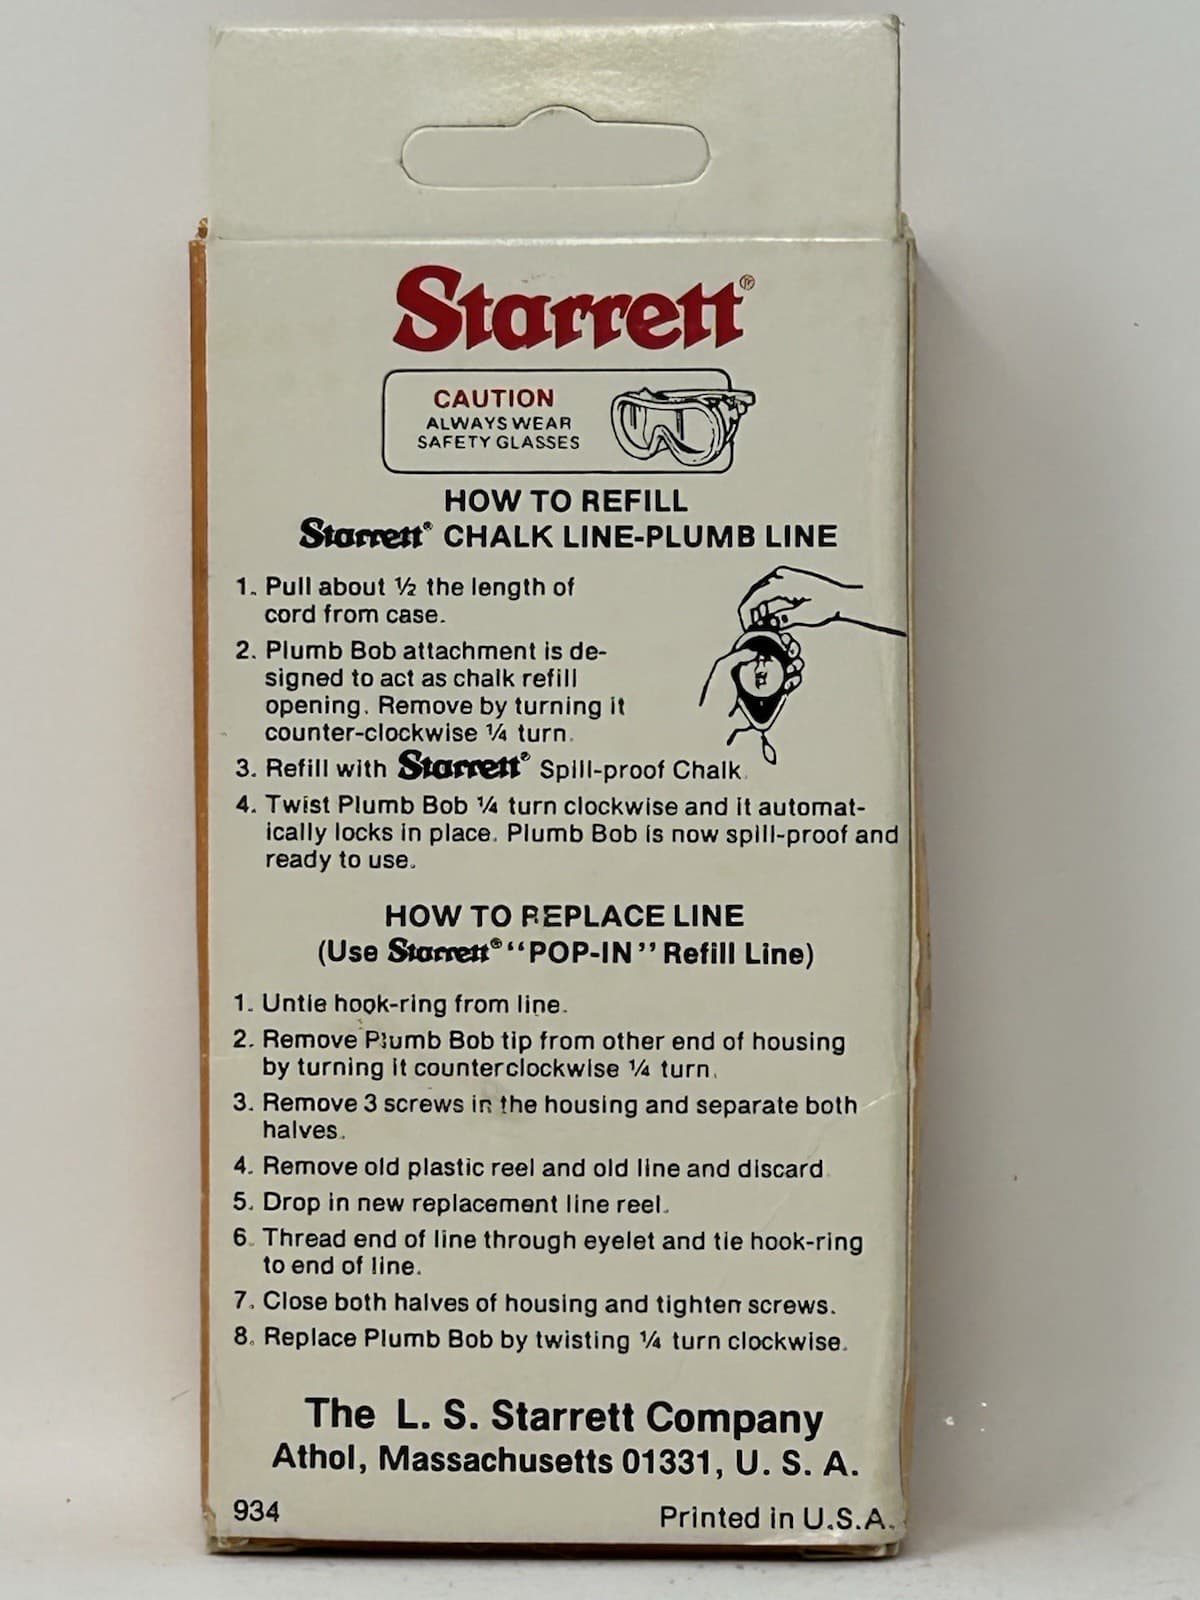 Starrett®
CAUTION
ALWAYS WEAR
SAFETY GLASSES
HOW TO REFILL
Starrett® CHALK LINE-PLUMB LINE
1. Pull about ½ the length of
cord from case.
2. Plumb Bob attachment is de-
signed to act as chalk refill
opening. Remove by turning it
counter-clockwise ¼ turn.
3. Refill with Starrett® Spill-proof Chalk.
4. Twist Plumb Bob ¼ turn clockwise and it automat-
ically locks in place. Plumb Bob is now spill-proof and
ready to use.
HOW TO REPLACE LINE
(Use Starrett® "POP-IN" Refill Line)
1. Untie hook-ring from line.
2. Remove Plumb Bob tip from other end of housing
by turning it counterclockwise ¼ turn.
3. Remove 3 screws in the housing and separate both
halves.
4. Remove old plastic reel and old line and discard.
5. Drop in new replacement line reel.
6. Thread end of line through eyelet and tie hook-ring
to end of line.
7. Close both halves of housing and tighten screws.
8. Replace Plumb Bob by twisting ¼ turn clockwise.
The L. S. Starrett Company
Athol, Massachusetts 01331, U. S. A.
934
Printed in U.S.A.